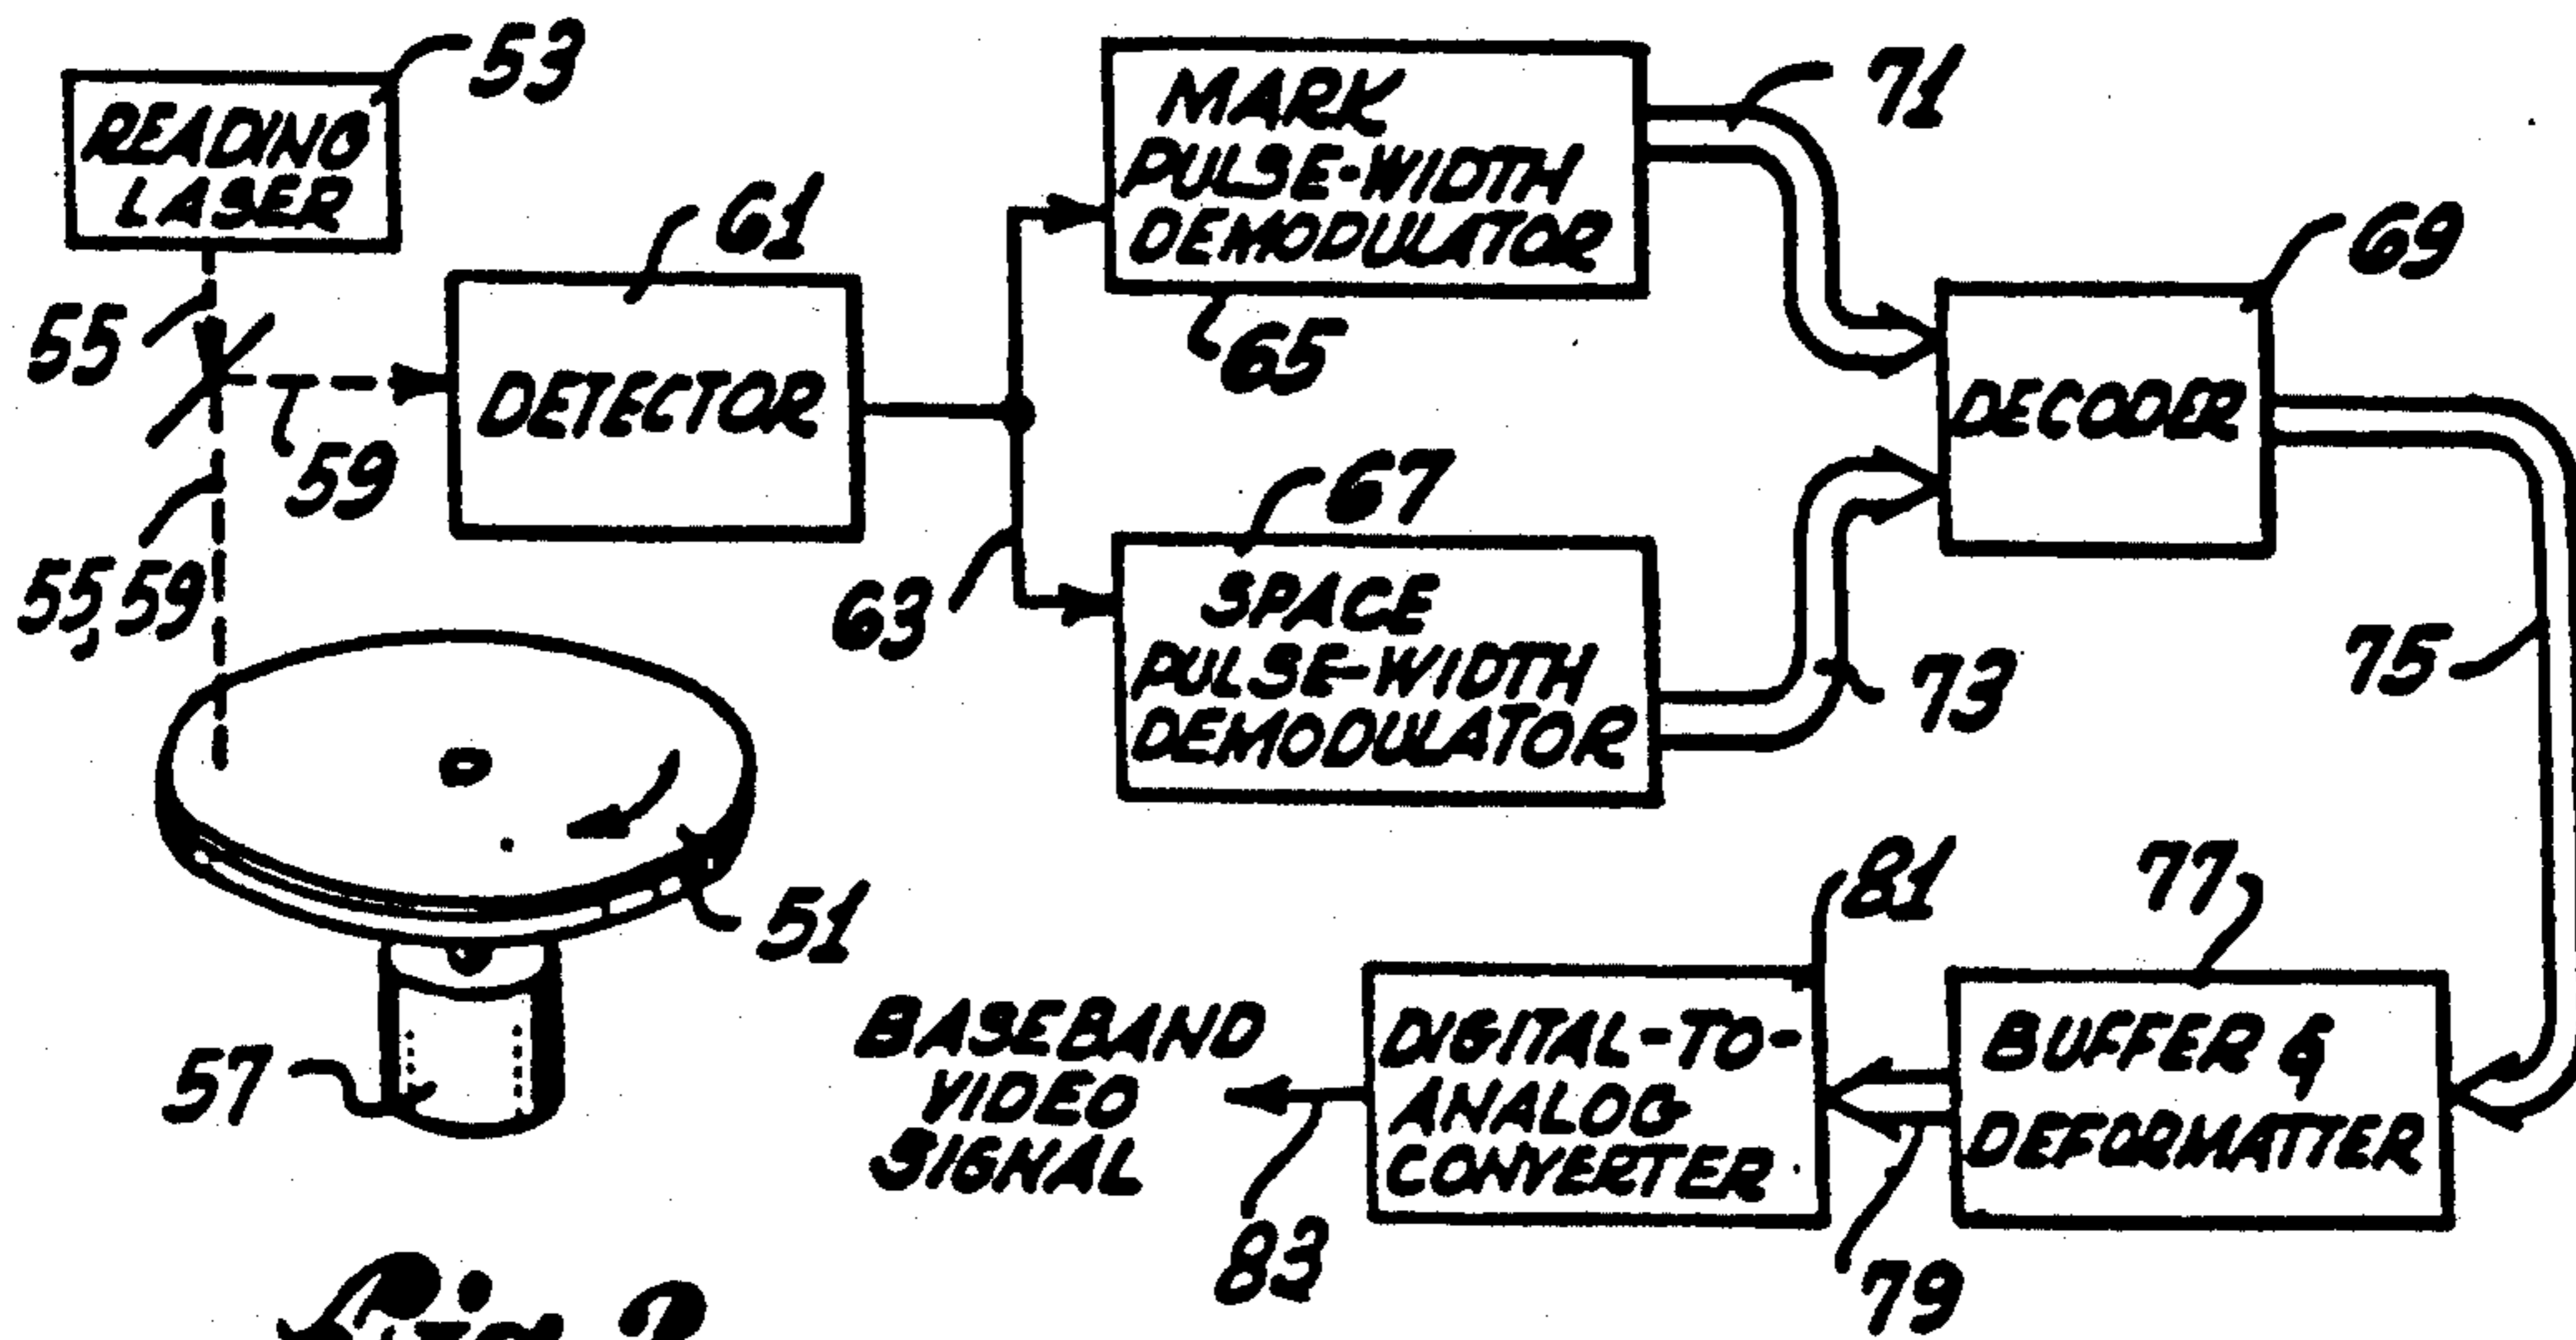 53
READING
LASER
55
59
55,59
61
DETECTOR
63
MARK
PULSE-WIDTH
DEMODULATOR
65
71
67
SPACE
PULSE-WIDTH
DEMODULATOR
73
69
DECODER
75
51
57
77
BUFFER &
DEFORMATTER
79
81
DIGITAL-TO-
ANALOG
CONVERTER
83
BASEBAND
VIDEO
SIGNAL